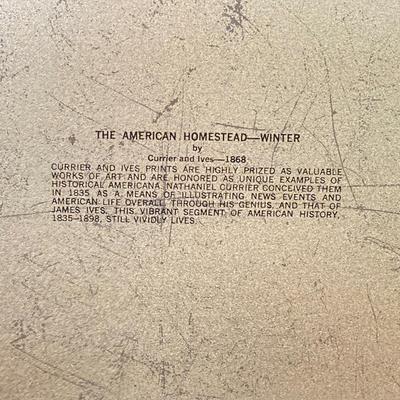 THE AMERICAN HOMESTEAD—WINTER
by
Currier and Ives—1868
CURRIER AND IVES PRINTS ARE HIGHLY PRIZED AS VALUABLE
WORKS OF ART AND ARE HONORED AS UNIQUE EXAMPLES OF
HISTORICAL AMERICANA. NATHANIEL CURRIER CONCEIVED THEM
IN 1835 AS A MEANS OF ILLUSTRATING NEWS EVENTS AND
AMERICAN LIFE OVERALL THROUGH HIS GENIUS, AND THAT OF
JAMES IVES, THIS VIBRANT SEGMENT OF AMERICAN HISTORY,
1835–1898, STILL VIVIDLY LIVES.